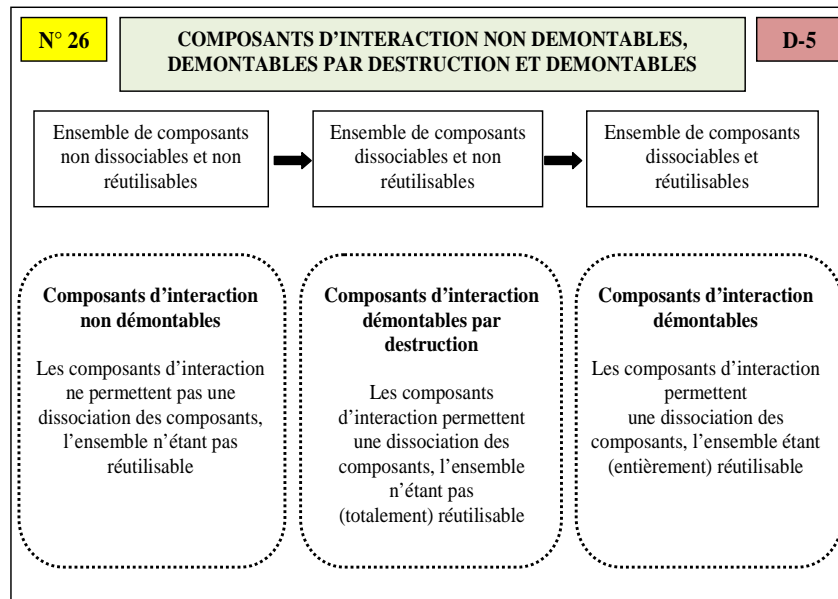 N° 26
COMPOSANTS D’INTERACTION NON DEMONTABLES,
DEMONTABLES PAR DESTRUCTION ET DEMONTABLES
D-5
Ensemble de composants
non dissociables et non
réutilisables
Ensemble de composants
dissociables et non
réutilisables
Ensemble de composants
dissociables et
réutilisables
Composants d’interaction
non démontables
Les composants d’interaction
ne permettent pas une
dissociation des composants,
l’ensemble n’étant pas
réutilisable
Composants d’interaction
démontables par
destruction
Les composants
d’interaction permettent
une dissociation des
composants, l’ensemble
n’étant pas
(totalement) réutilisable
Composants d’interaction
démontables
Les composants d’interaction
permettent
une dissociation des
composants, l’ensemble étant
(entièrement) réutilisable